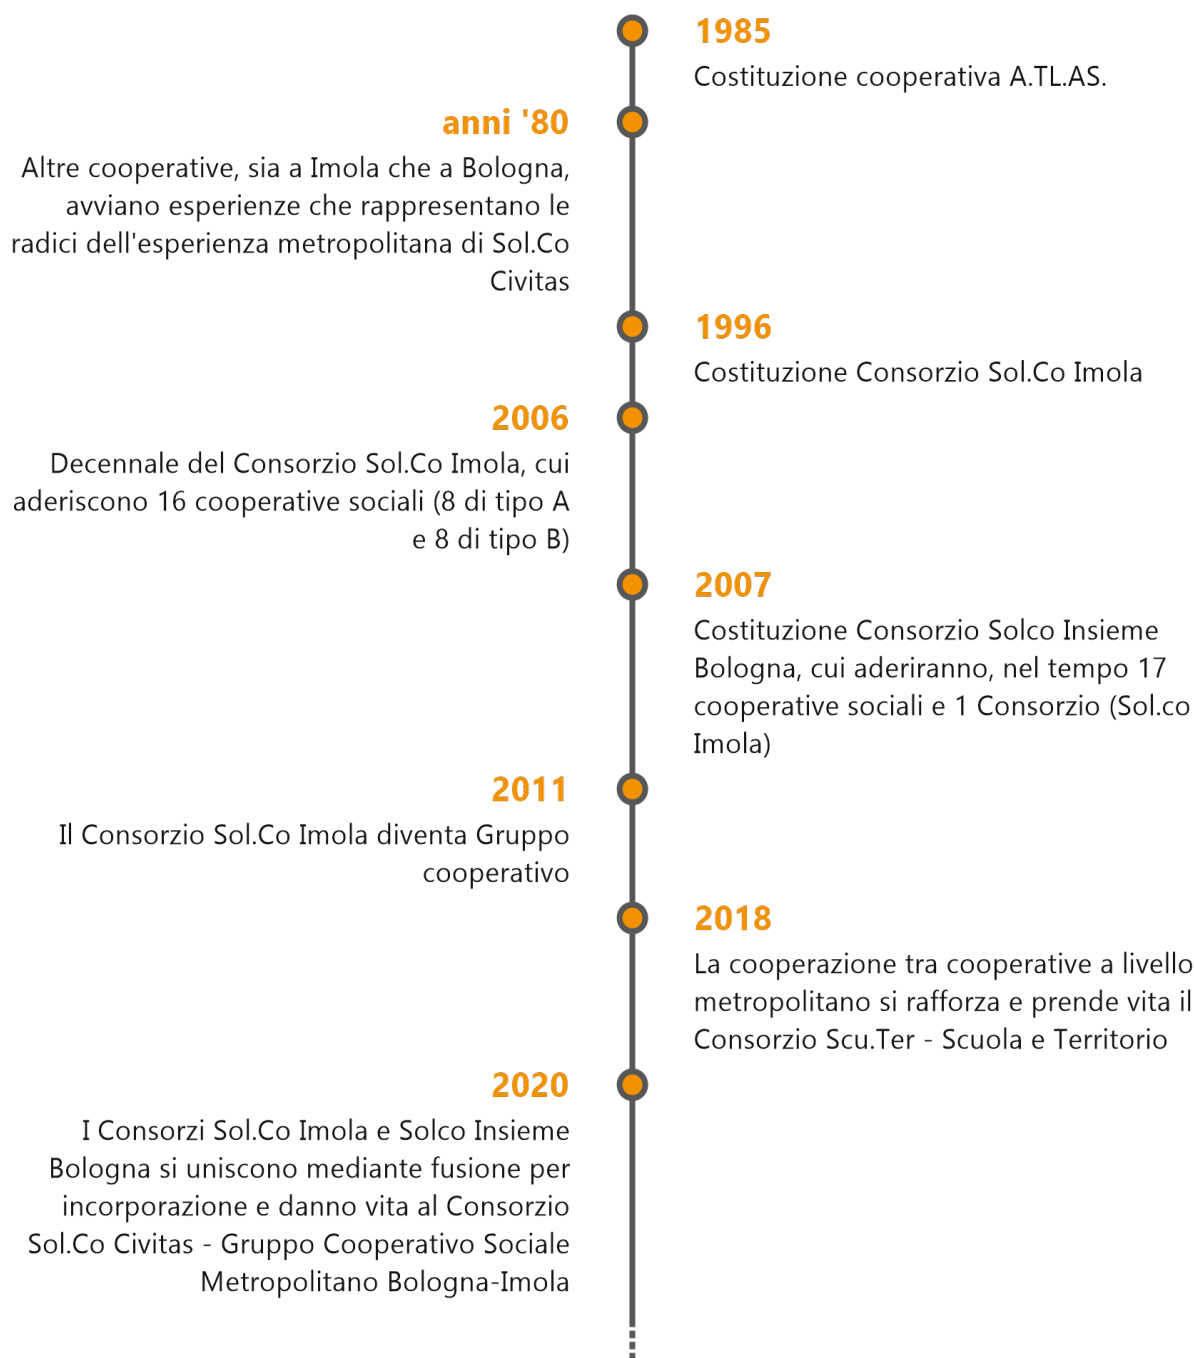 1985
Costituzione cooperativa A.TL.AS.
anni '80
Altre cooperative, sia a Imola che a Bologna,
avviano esperienze che rappresentano le
radici dell'esperienza metropolitana di Sol.Co
Civitas
1996
Costituzione Consorzio Sol.Co Imola
2006
Decennale del Consorzio Sol.Co Imola, cui
aderiscono 16 cooperative sociali (8 di tipo A
e 8 di tipo B)
2007
Costituzione Consorzio Solco Insieme
Bologna, cui aderiranno, nel tempo 17
cooperative sociali e 1 Consorzio (Sol.co
Imola)
2011
Il Consorzio Sol.Co Imola diventa Gruppo
cooperativo
2018
La cooperazione tra cooperative a livello
metropolitano si rafforza e prende vita il
Consorzio Scu.Ter - Scuola e Territorio
2020
I Consorzi Sol.Co Imola e Solco Insieme
Bologna si uniscono mediante fusione per
incorporazione e danno vita al Consorzio
Sol.Co Civitas - Gruppo Cooperativo Sociale
Metropolitano Bologna-Imola